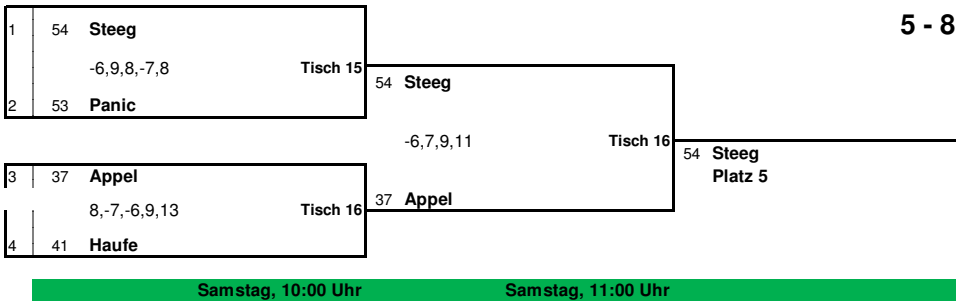 5 - 8
1 54 Steeg
-6,9,8,-7,8 Tisch 15
54 Steeg
2 53 Panic
-6,7,9,11 Tisch 16
54 Steeg
Platz 5
3 37 Appel
37 Appel
8,-7,-6,9,13 Tisch 16
4 41 Haufe
Samstag, 10:00 Uhr Samstag, 11:00 Uhr